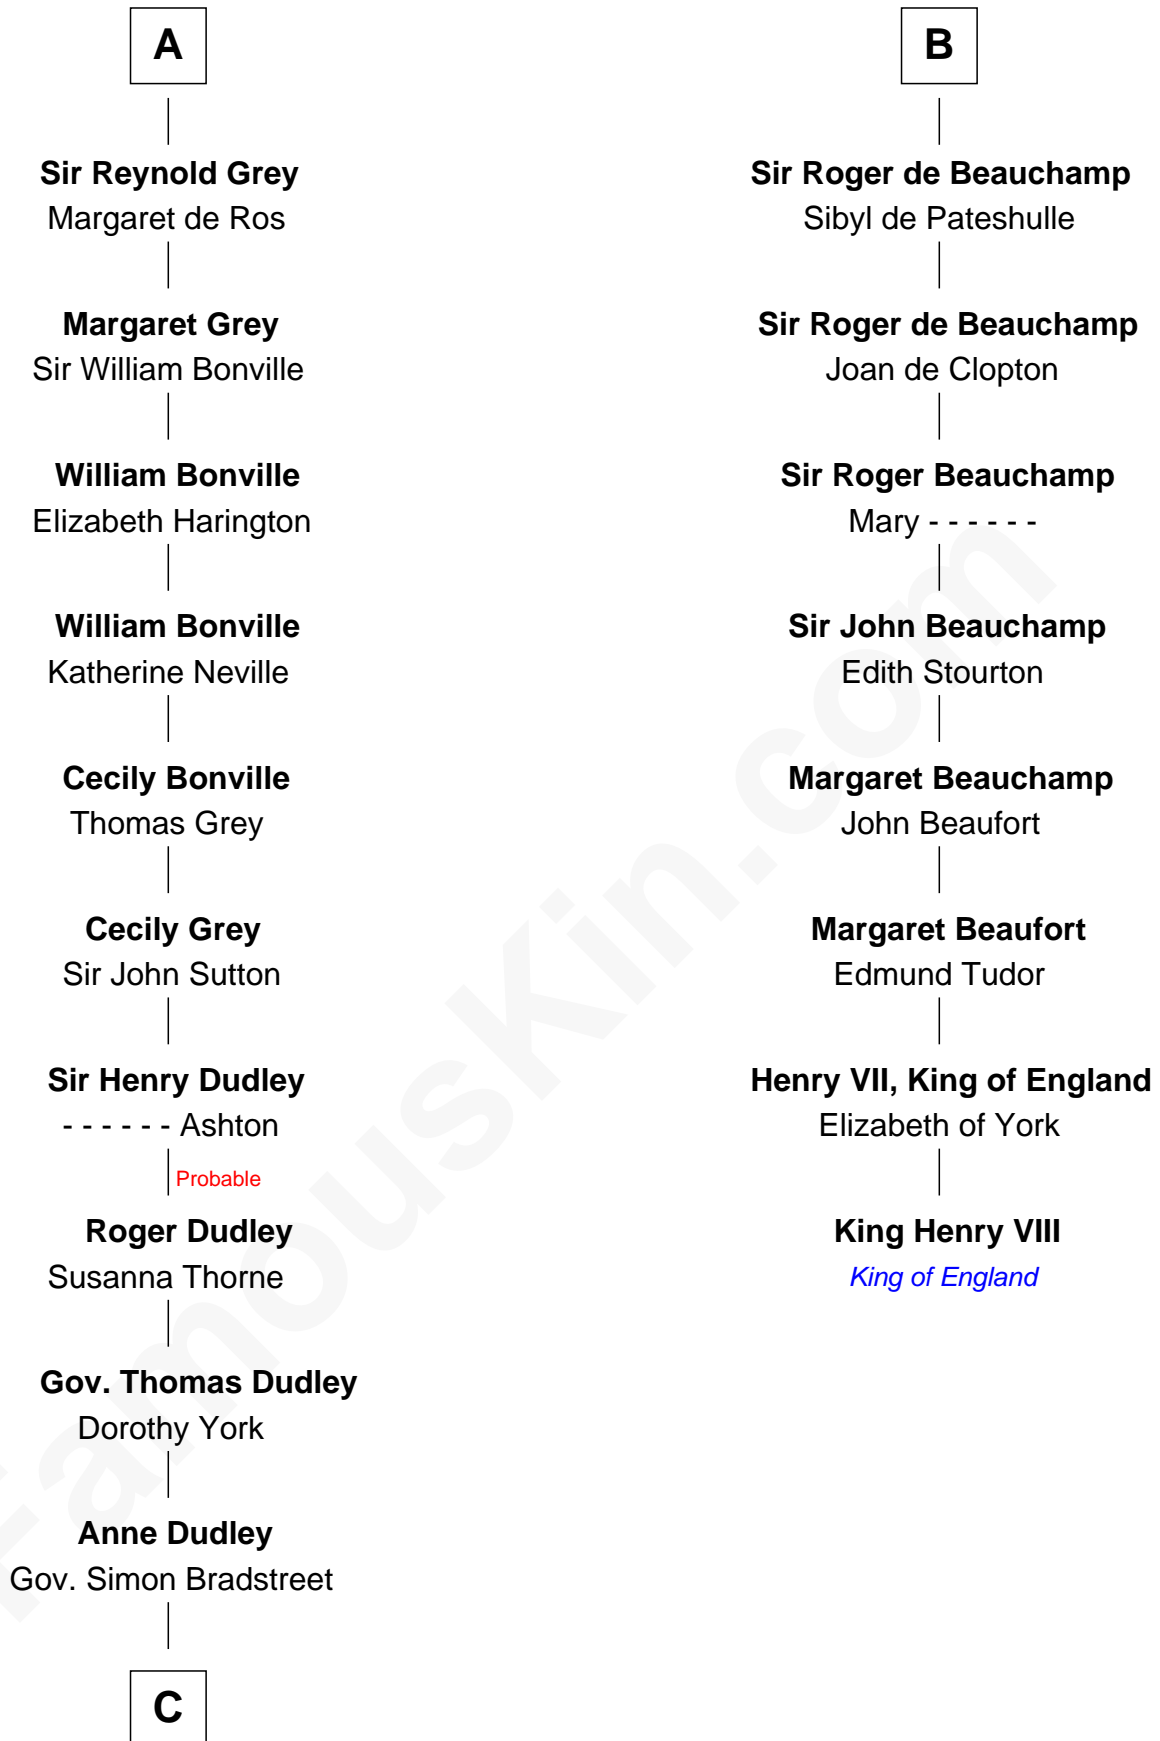 A
Sir Reynold Grey
Margaret de Ros
Margaret Grey
Sir William Bonville
William Bonville
Elizabeth Harington
William Bonville
Katherine Neville
Cecily Bonville
Thomas Grey
Cecily Grey
Sir John Sutton
Sir Henry Dudley
- - - - - - Ashton
Probable
Roger Dudley
Susanna Thorne
Gov. Thomas Dudley
Dorothy York
Anne Dudley
Gov. Simon Bradstreet
C
B
Sir Roger de Beauchamp
Sibyl de Pateshulle
Sir Roger de Beauchamp
Joan de Clopton
Sir Roger Beauchamp
Mary - - - - - -
Sir John Beauchamp
Edith Stourton
Margaret Beauchamp
John Beaufort
Margaret Beaufort
Edmund Tudor
Henry VII, King of England
Elizabeth of York
King Henry VIII
King of England
FamousKin.com